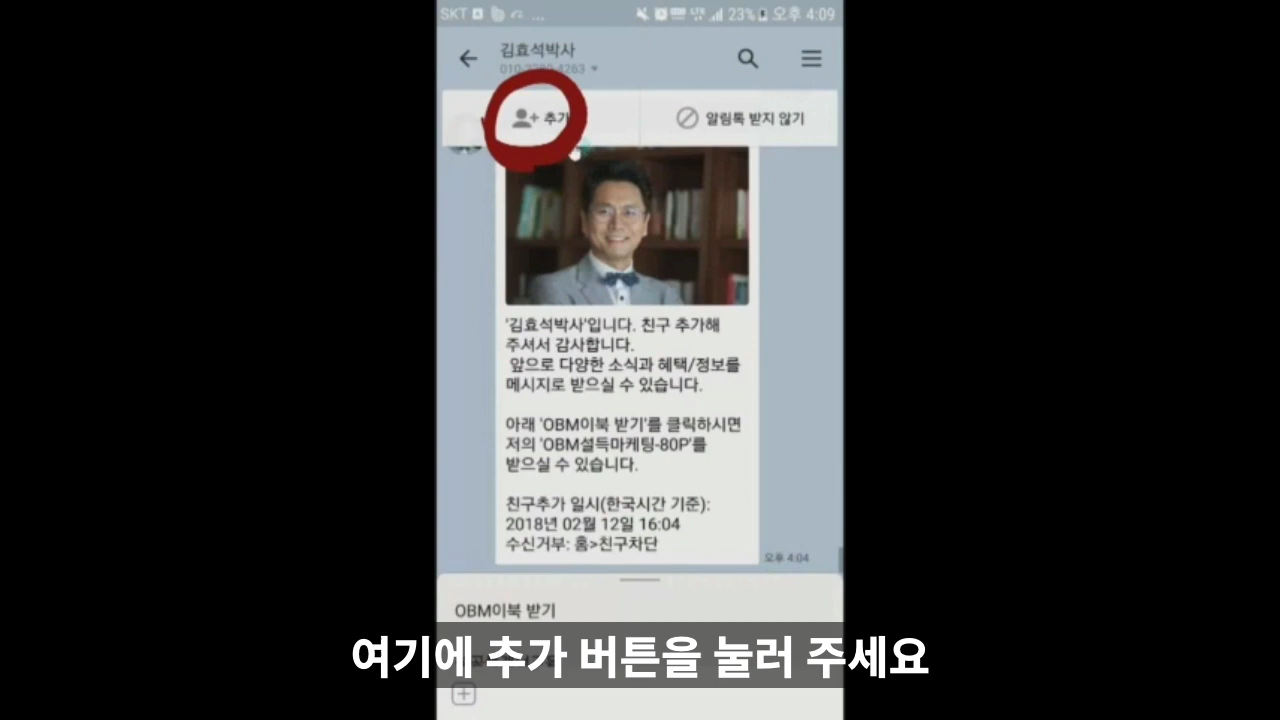 SKT
LTE 23% 오후 4:09
김효석박사
추가
알림톡 받지 않기
'김효석박사'입니다. 친구 추가해
주셔서 감사합니다.
앞으로 다양한 소식과 혜택/정보를
메시지로 받으실 수 있습니다.
아래 'OBM이북 받기'를 클릭하시면
저의 'OBM설득마케팅-80P'를
받으실 수 있습니다.
친구추가 일시(한국시간 기준):
2018년 02월 12일 16:04
수신거부: 홈>친구차단
오후 4:04
OBM이북 받기
여기에 추가 버튼을 눌러 주세요